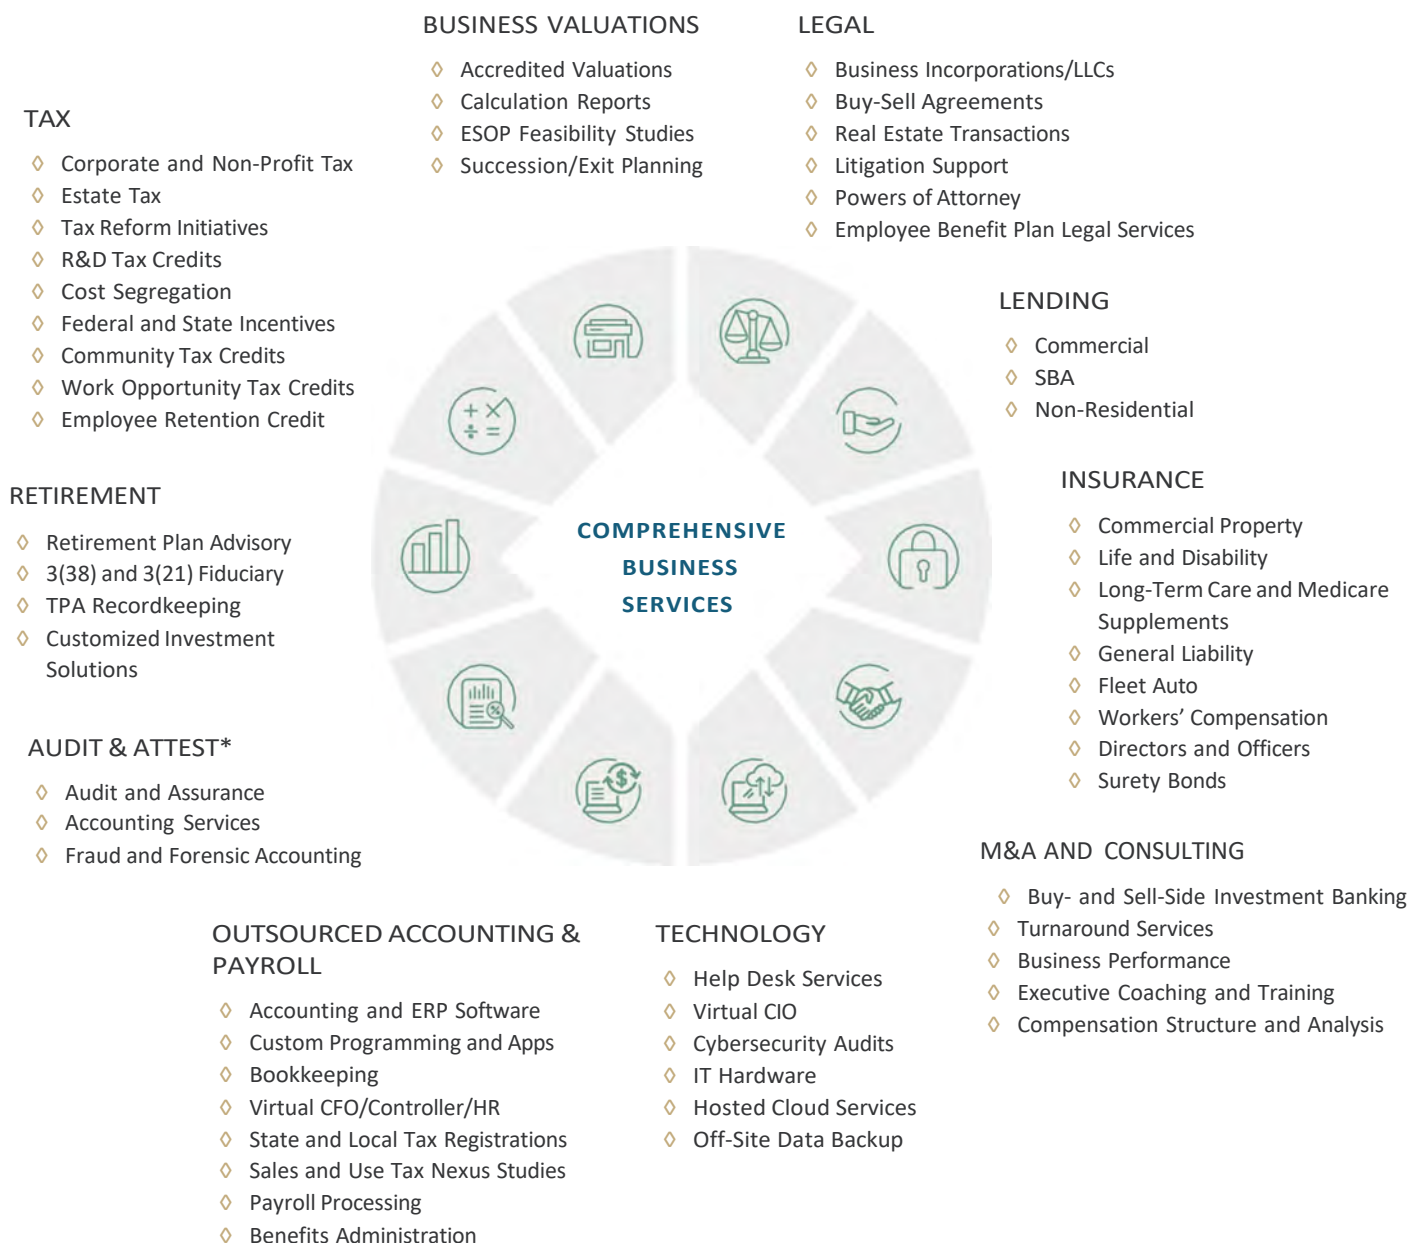 BUSINESS VALUATIONS
◊ Accredited Valuations
◊ Calculation Reports
◊ ESOP Feasibility Studies
◊ Succession/Exit Planning
LEGAL
◊ Business Incorporations/LLCs
◊ Buy-Sell Agreements
◊ Real Estate Transactions
◊ Litigation Support
◊ Powers of Attorney
◊ Employee Benefit Plan Legal Services
TAX
◊ Corporate and Non-Profit Tax
◊ Estate Tax
◊ Tax Reform Initiatives
◊ R&D Tax Credits
◊ Cost Segregation
◊ Federal and State Incentives
◊ Community Tax Credits
◊ Work Opportunity Tax Credits
◊ Employee Retention Credit
LENDING
◊ Commercial
◊ SBA
◊ Non-Residential
RETIREMENT
◊ Retirement Plan Advisory
◊ 3(38) and 3(21) Fiduciary
◊ TPA Recordkeeping
◊ Customized Investment
Solutions
COMPREHENSIVE
BUSINESS
SERVICES
INSURANCE
◊ Commercial Property
◊ Life and Disability
◊ Long-Term Care and Medicare
Supplements
◊ General Liability
◊ Fleet Auto
◊ Workers’ Compensation
◊ Directors and Officers
◊ Surety Bonds
AUDIT & ATTEST*
◊ Audit and Assurance
◊ Accounting Services
◊ Fraud and Forensic Accounting
M&A AND CONSULTING
◊ Buy- and Sell-Side Investment Banking
◊ Turnaround Services
◊ Business Performance
◊ Executive Coaching and Training
◊ Compensation Structure and Analysis
OUTSOURCED ACCOUNTING &
PAYROLL
◊ Accounting and ERP Software
◊ Custom Programming and Apps
◊ Bookkeeping
◊ Virtual CFO/Controller/HR
◊ State and Local Tax Registrations
◊ Sales and Use Tax Nexus Studies
◊ Payroll Processing
◊ Benefits Administration
TECHNOLOGY
◊ Help Desk Services
◊ Virtual CIO
◊ Cybersecurity Audits
◊ IT Hardware
◊ Hosted Cloud Services
◊ Off-Site Data Backup